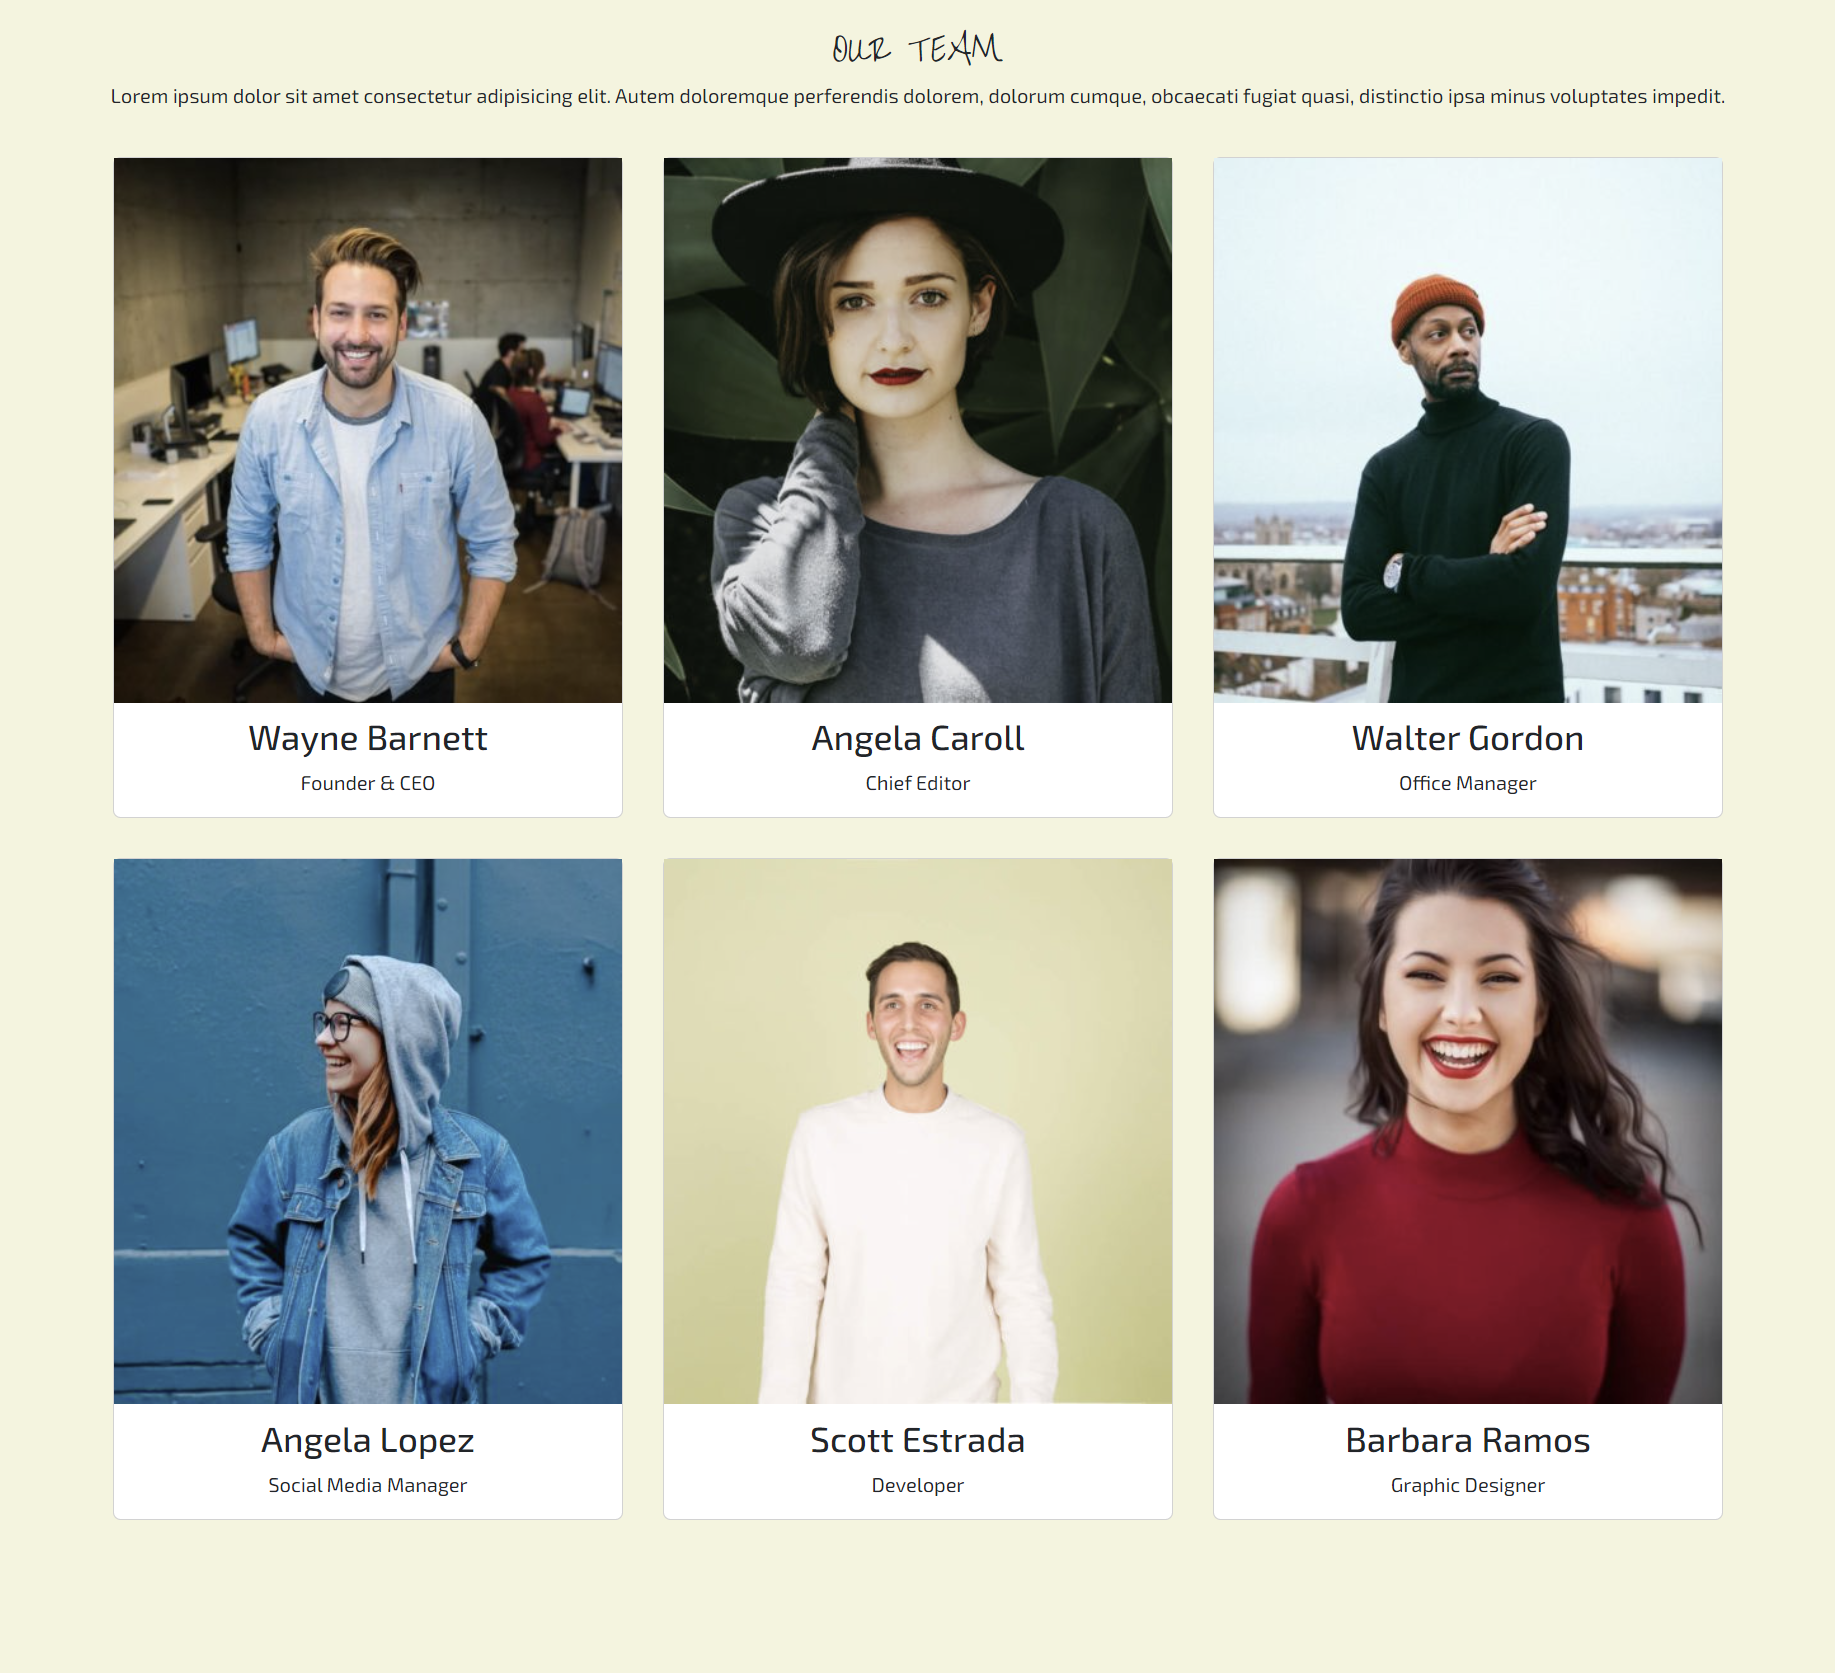 OUR TEAM
Lorem ipsum dolor sit amet consectetur adipisicing elit. Autem doloremque perferendis dolorem, dolorum cumque, obcaecati fugiat quasi, distinctio ipsa minus voluptates impedit.
Wayne Barnett
Founder & CEO
Angela Caroll
Chief Editor
Walter Gordon
Office Manager
Angela Lopez
Social Media Manager
Scott Estrada
Developer
Barbara Ramos
Graphic Designer